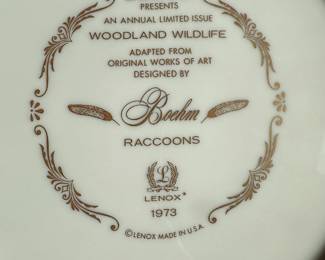 PRESENTS
AN ANNUAL LIMITED ISSUE
WOODLAND WILDLIFE
ADAPTED FROM
ORIGINAL WORKS OF ART
DESIGNED BY
Boehm
RACCOONS
L
LENOX®
1973
© LENOX MADE IN U.S.A.